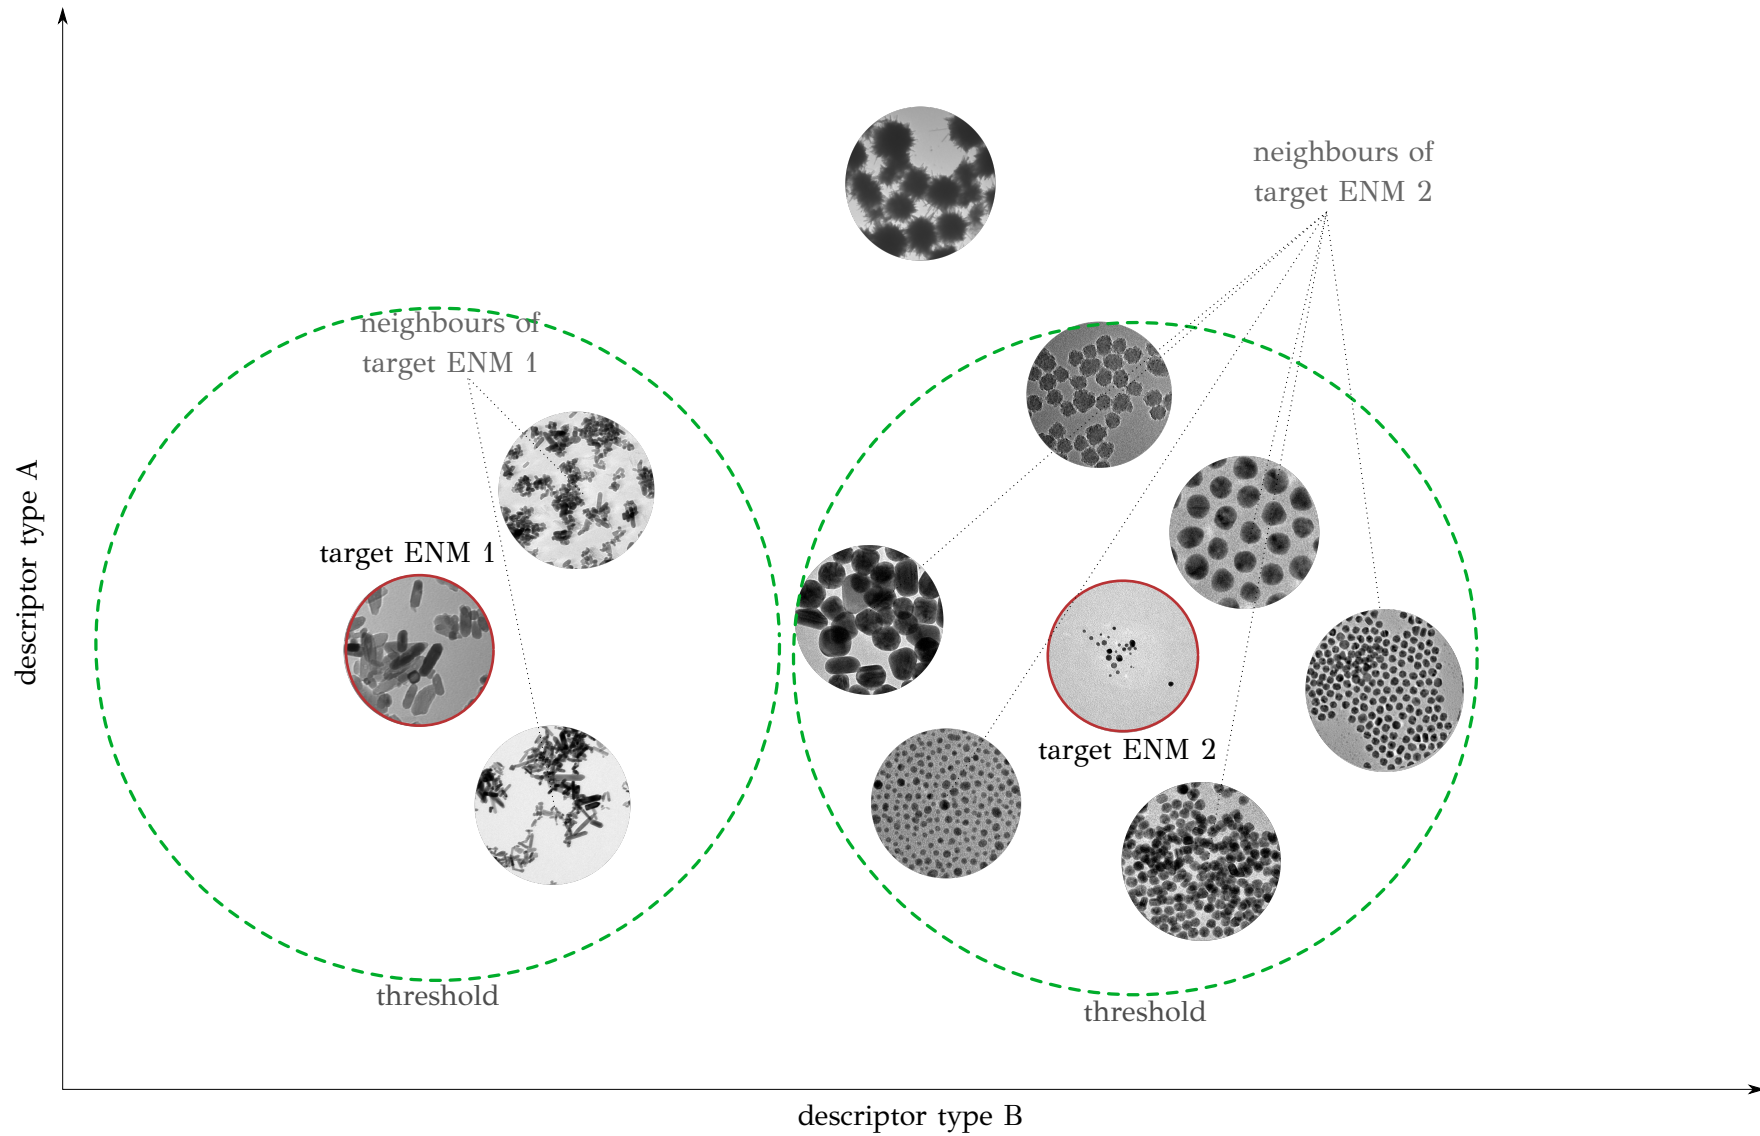 neighbours of
target ENM 2
neighbours of
target ENM 1
target ENM 1
target ENM 2
threshold
threshold
descriptor type A
descriptor type B